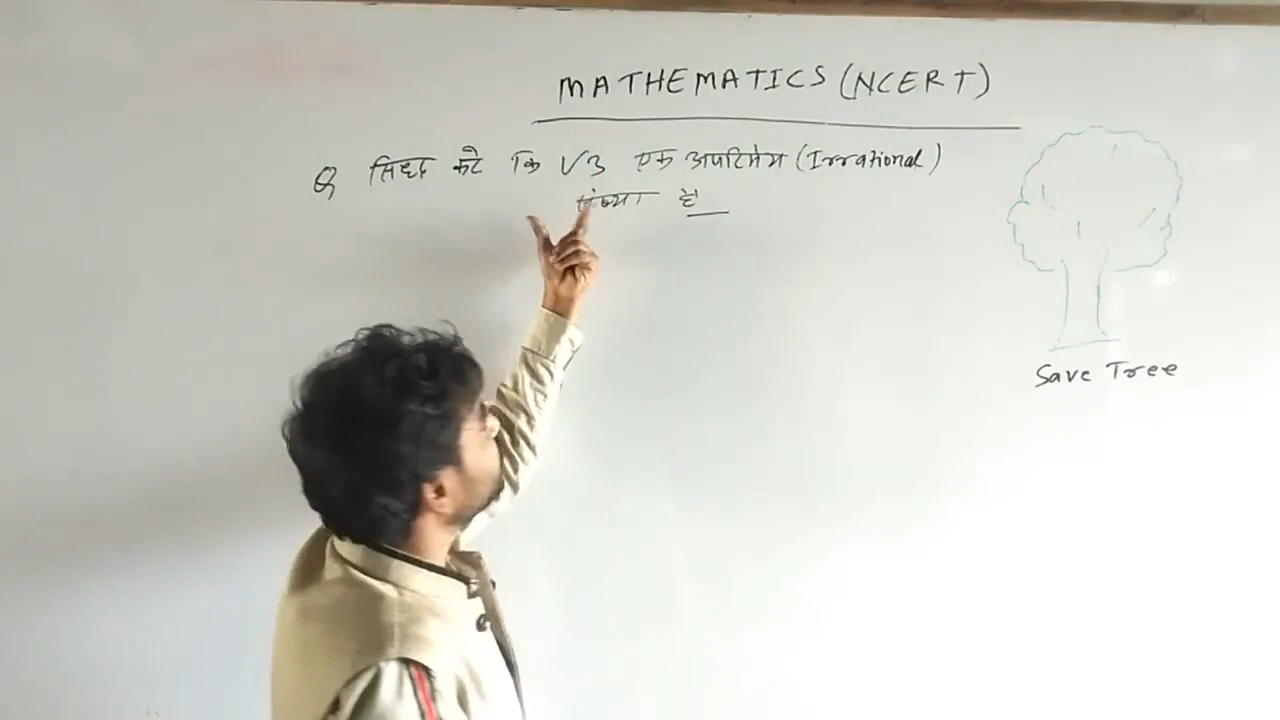 MATHEMATICS (NCERT)
Q सिद्ध करे कि √3 एक अपरिमेय (Irrational)
संख्या है
Save Tree